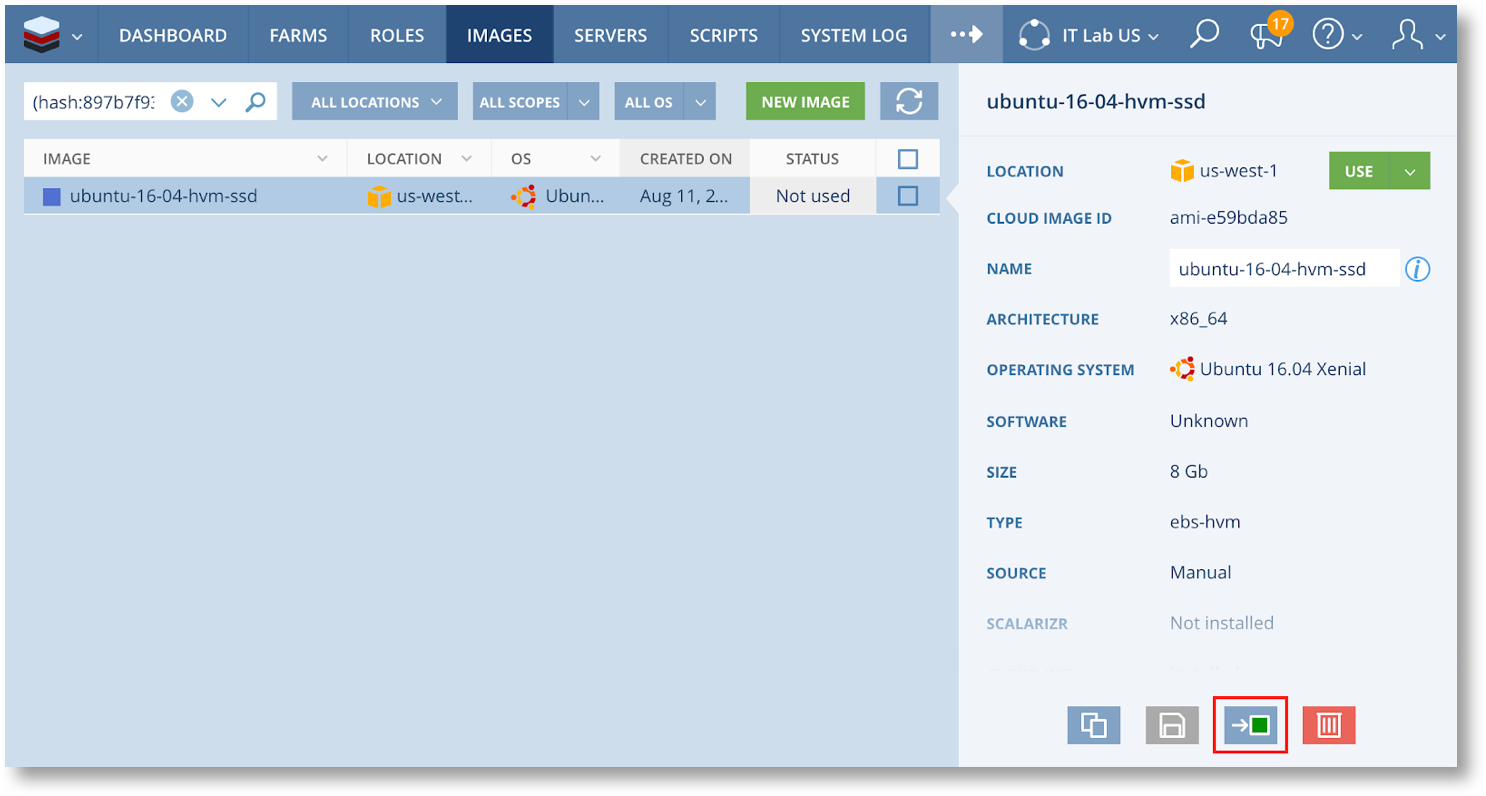 DASHBOARD FARMS ROLES IMAGES SERVERS SCRIPTS SYSTEM LOG IT Lab US 17 ?
(hash:897b7f93 ALL LOCATIONS ALL SCOPES ALL OS NEW IMAGE
IMAGE LOCATION OS CREATED ON STATUS
ubuntu-16-04-hvm-ssd us-west... Ubun... Aug 11, 2... Not used
ubuntu-16-04-hvm-ssd
LOCATION us-west-1 USE
CLOUD IMAGE ID ami-e59bda85
NAME ubuntu-16-04-hvm-ssd i
ARCHITECTURE x86_64
OPERATING SYSTEM Ubuntu 16.04 Xenial
SOFTWARE Unknown
SIZE 8 Gb
TYPE ebs-hvm
SOURCE Manual
SCALARIZR Not installed